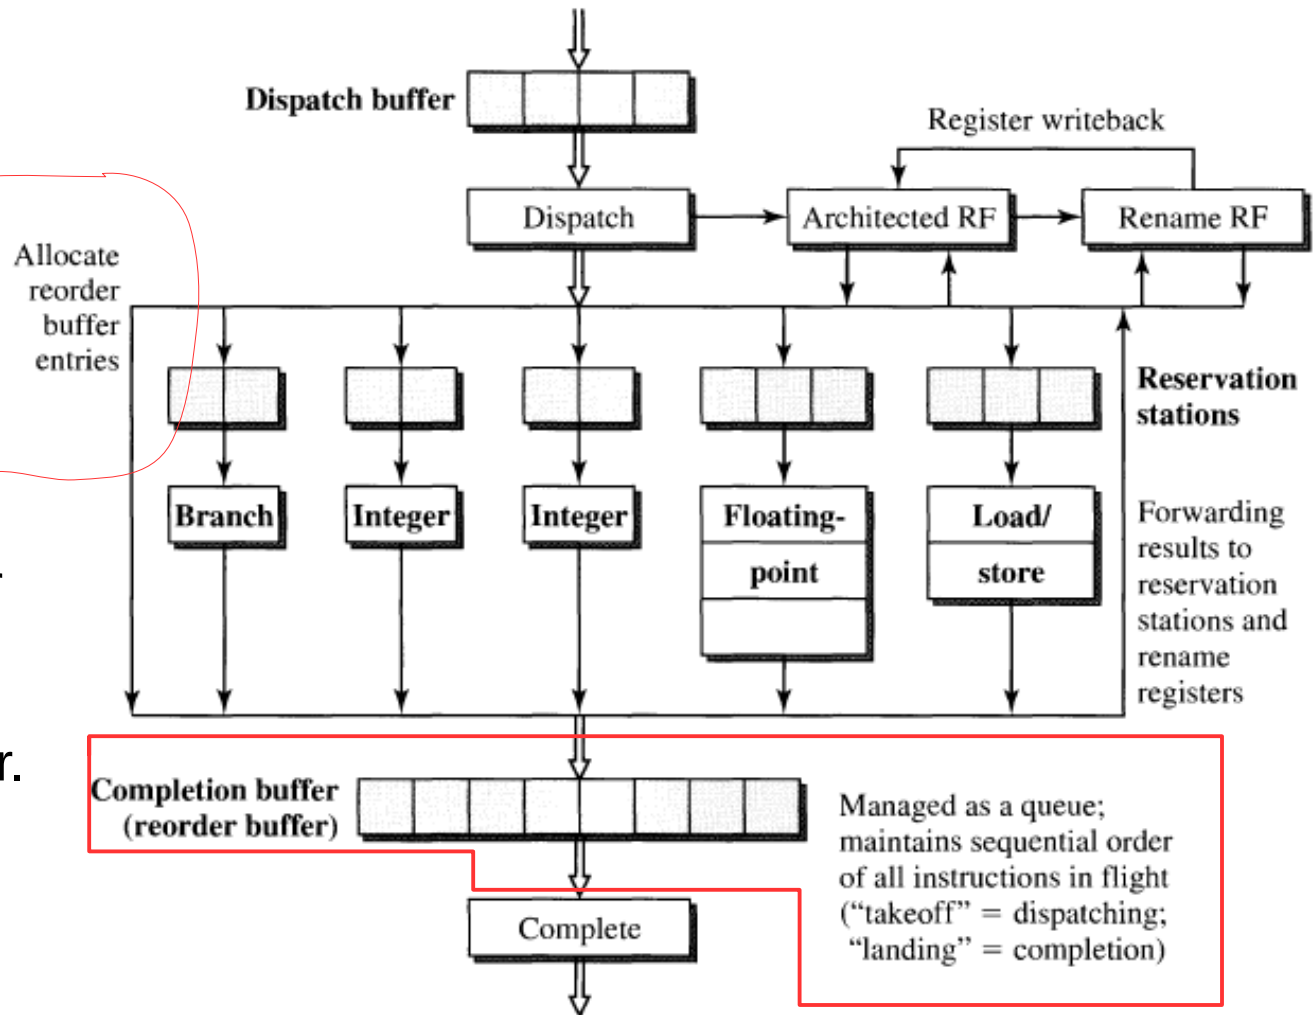 Dispatch buffer
Register writeback
Dispatch
Architected RF
Rename RF
Allocate
reorder
buffer
entries
Reservation
stations
Branch
Integer
Integer
Floating-
point
Load/
store
Forwarding
results to
reservation
stations and
rename
registers
r.
Completion buffer
(reorder buffer)
Managed as a queue;
maintains sequential order
of all instructions in flight
(“takeoff” = dispatching;
“landing” = completion)
Complete